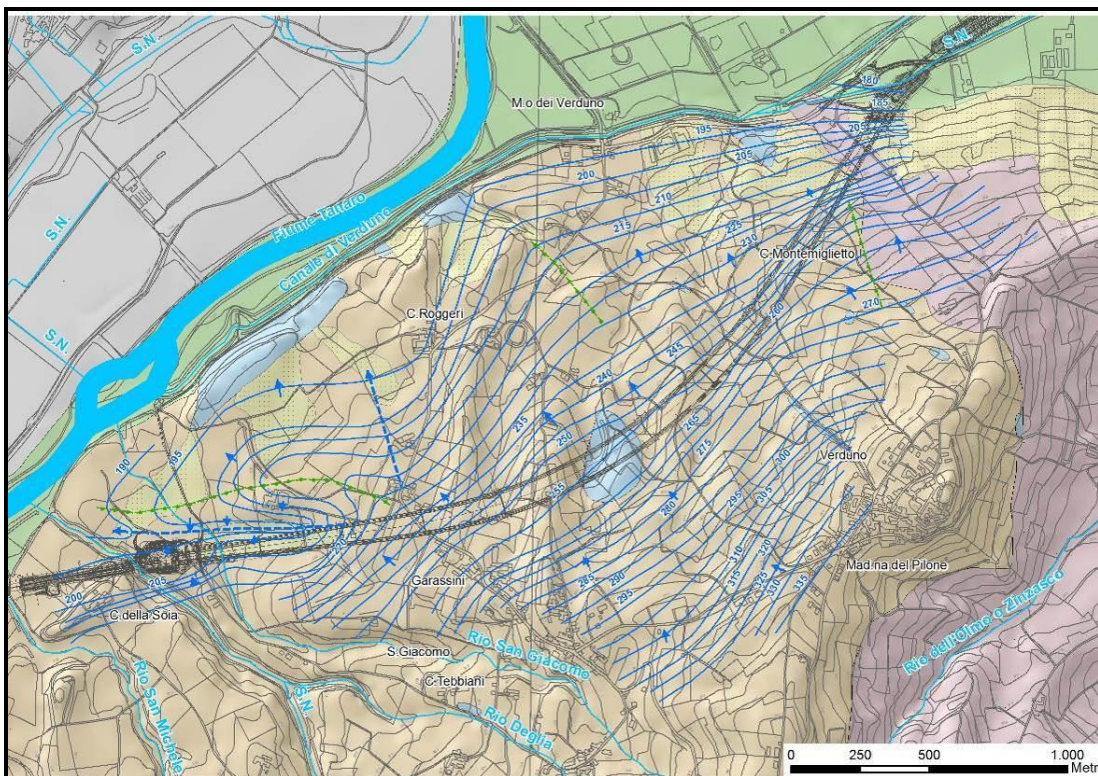 S.N.
S.N.
M.o dei Verduno
180
185
195
205
205
200
210
215
225
230
Fiume Tanaro
Canale di Verduno
S.N.
C.Montemiglietto
260
270
S.N.
C.Roggeri
245
240
235
250
265
275
255
300
Verduno
190
195
295
305
280
220
310
320
285
290
295
315
325
330
335
Mad.na del Pilone
Garassini
205
200
C.della Soia
S.Giacomo
Rio San Giacomo
C.Tebbiani
Rio Deglia
S.N.
Rio San Michele
Rio dell'Olmo o Zinzasco
0 250 500 1.000
Metri